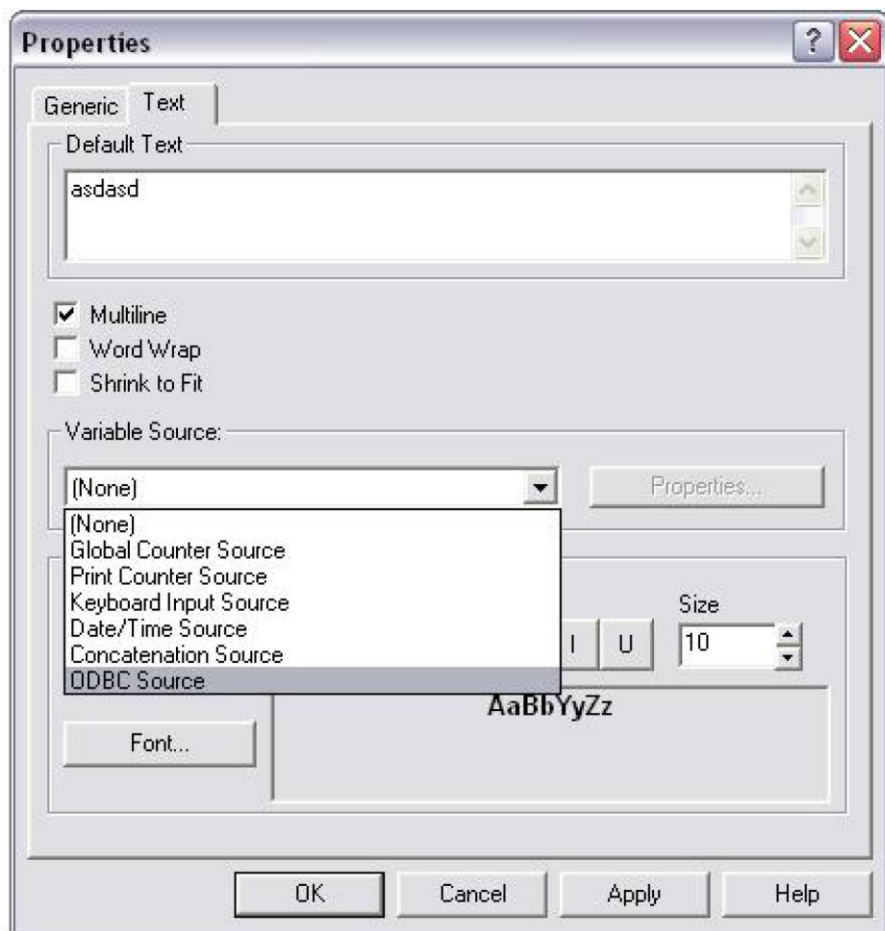 Properties
?
Generic Text
Default Text
asdasd
Multiline
Word Wrap
Shrink to Fit
Variable Source:
(None) Properties...
(None)
Global Counter Source
Print Counter Source
Keyboard Input Source
Date/Time Source
Concatenation Source
ODBC Source
Size
I U 10
AaBbYyZz
Font...
OK Cancel Apply Help